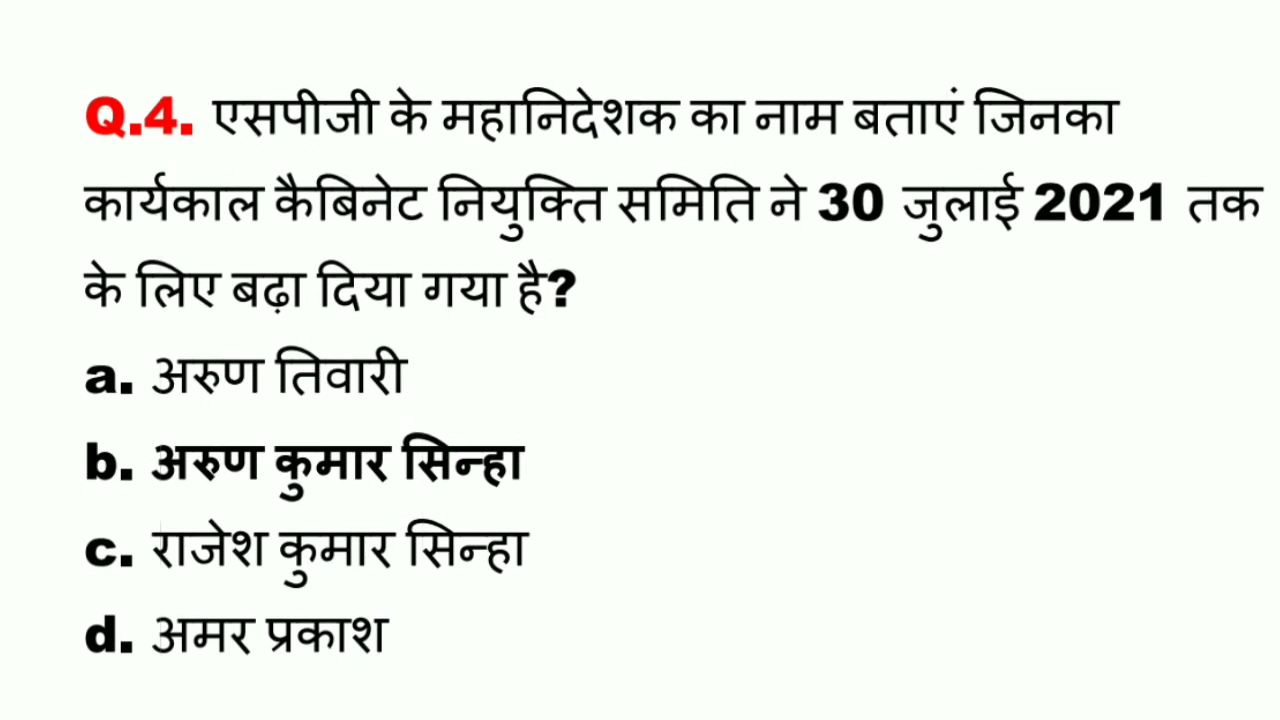 Q.4. एसपीजी के महानिदेशक का नाम बताएं जिनका
कार्यकाल कैबिनेट नियुक्ति समिति ने 30 जुलाई 2021 तक
के लिए बढ़ा दिया गया है?
a. अरुण तिवारी
b. अरुण कुमार सिन्हा
c. राजेश कुमार सिन्हा
d. अमर प्रकाश